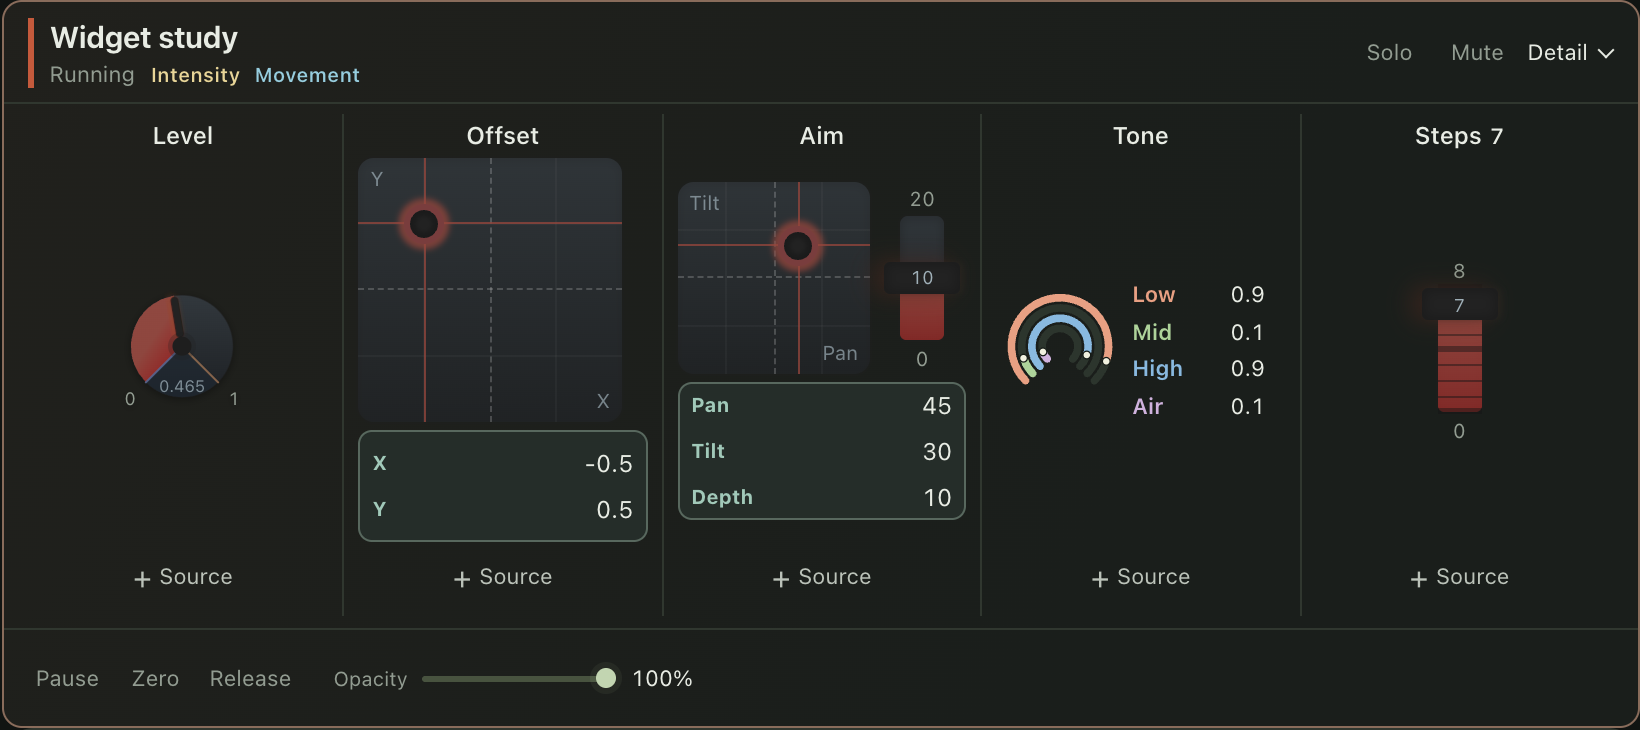 Widget study
Running Intensity Movement
Solo Mute Detail
Level
0.465
0 1
+ Source
Offset
Y
X
X -0.5
Y 0.5
+ Source
Aim
Tilt
Pan
20
10
0
Pan 45
Tilt 30
Depth 10
+ Source
Tone
Low 0.9
Mid 0.1
High 0.9
Air 0.1
+ Source
Steps 7
8
7
0
+ Source
Pause Zero Release Opacity 100%